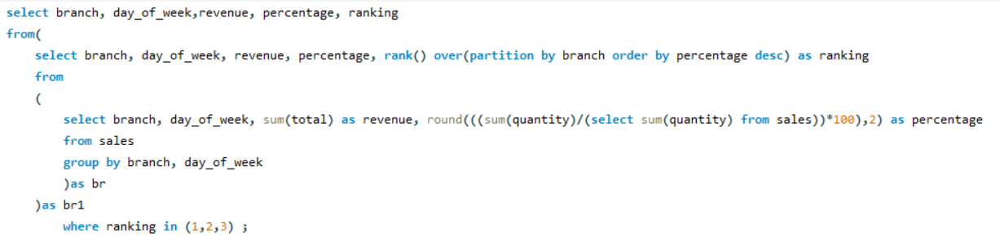 select branch, day_of_week,revenue, percentage, ranking
from(
    select branch, day_of_week, revenue, percentage, rank() over(partition by branch order by percentage desc) as ranking
    from
    (
        select branch, day_of_week, sum(total) as revenue, round(((sum(quantity)/(select sum(quantity) from sales))*100),2) as percentage
        from sales
        group by branch, day_of_week
        )as br
    )as br1
        where ranking in (1,2,3) ;